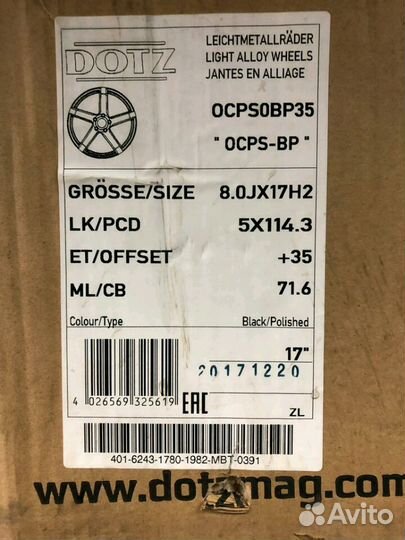 DOTZ
LEICHTMETALLRÄDER
LIGHT ALLOY WHEELS
JANTES EN ALLIAGE
OCPS0BP35
" OCPS-BP "
GRÖSSE/SIZE 8.0JX17H2
LK/PCD 5X114.3
ET/OFFSET +35
ML/CB 71.6
Colour/Type Black/Polished
17"
20171220
4 026569 325619
EAC
ZL
401-6243-1780-1982-MBT-0391
www.dotzmag.com
Avito